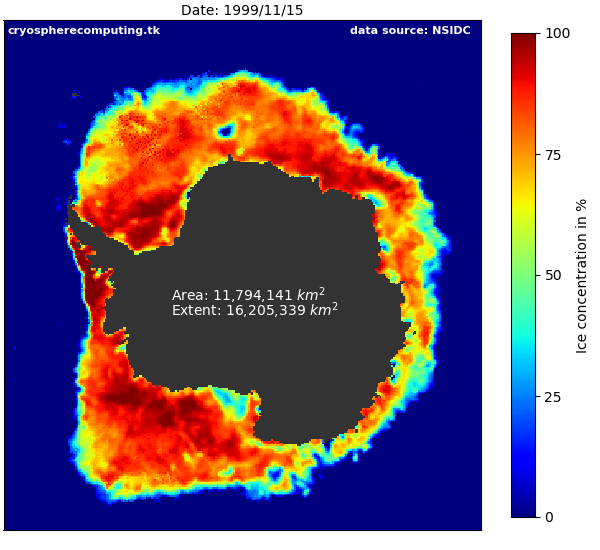 Date: 1999/11/15
cryospherecomputing.tk data source: NSIDC
Area: 11,794,141 km²
Extent: 16,205,339 km²
100
75
50
25
0
Ice concentration in %